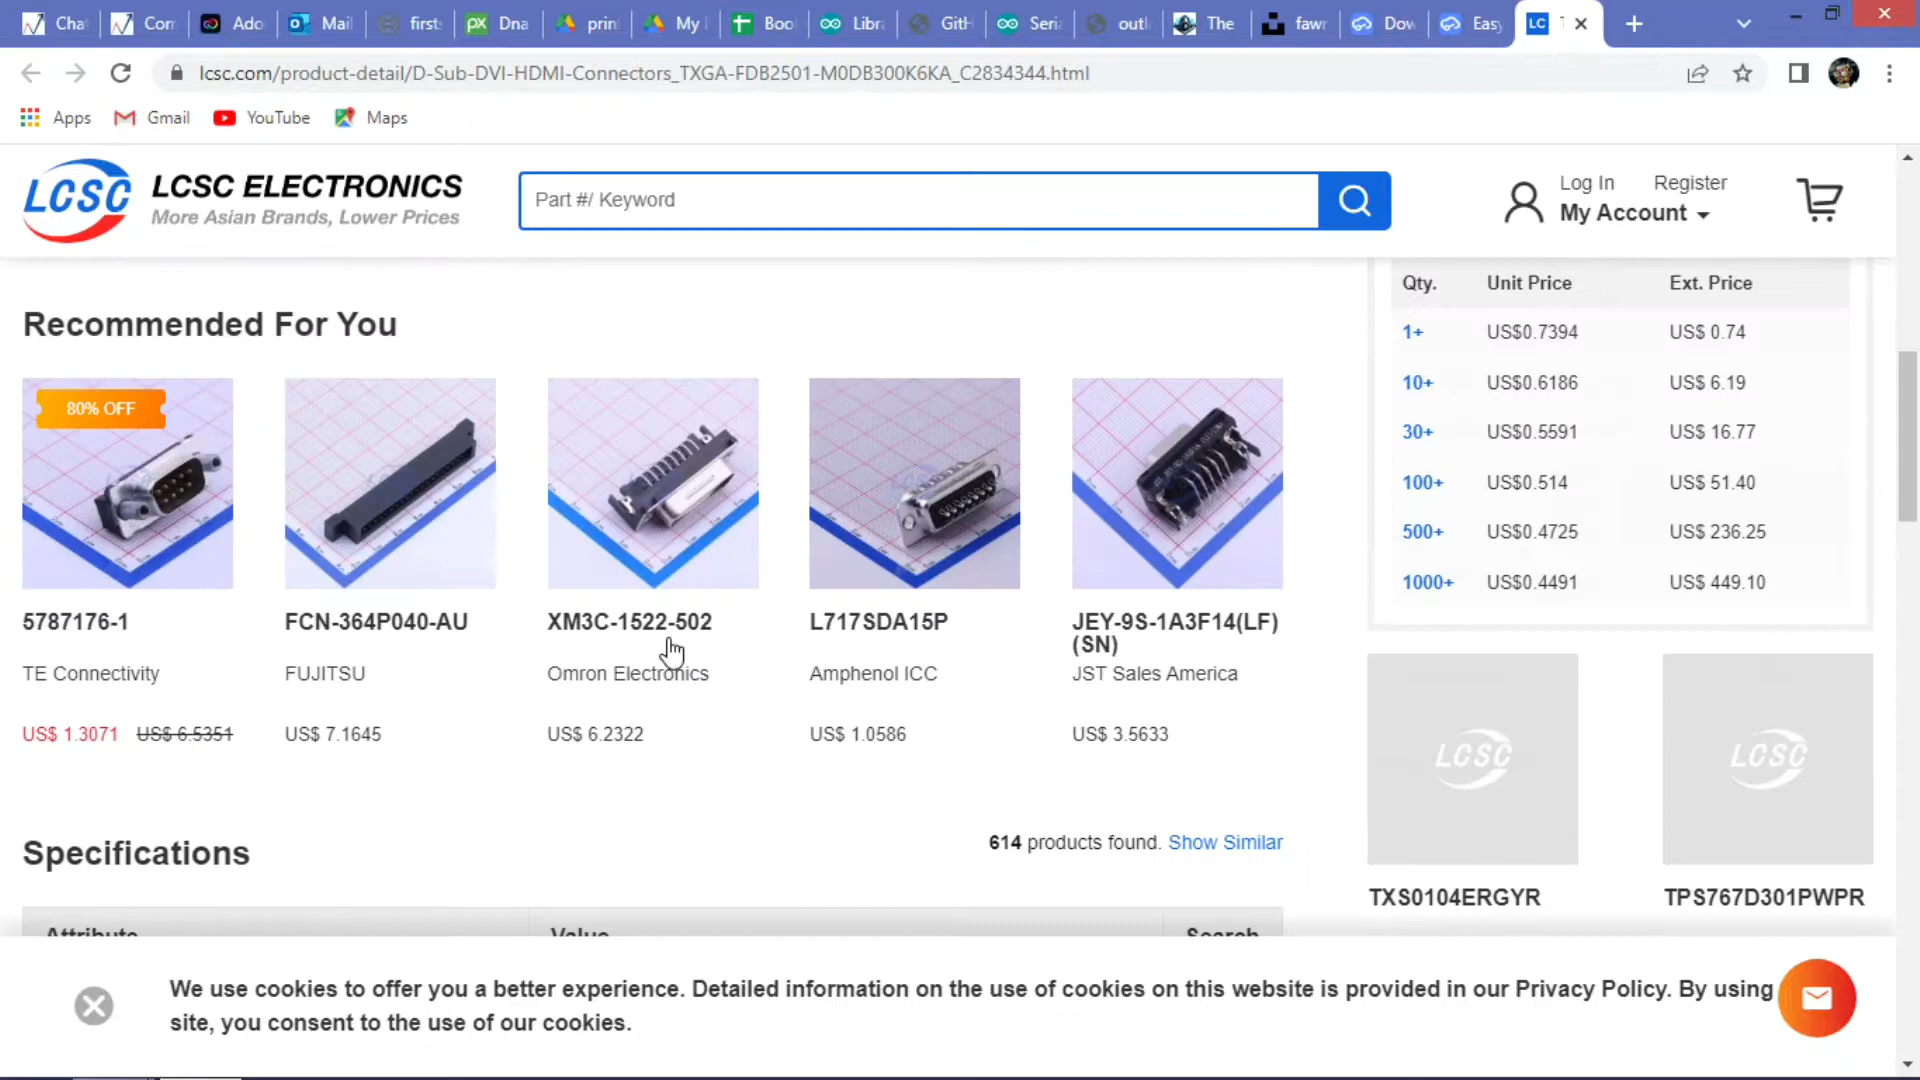 Cha
Con
Ado
Mail
first
Dna
prin
My
Boo
Libra
GitH
Seria
outl
The
fawr
Dow
Easy
lcsc.com/product-detail/D-Sub-DVI-HDMI-Connectors_TXGA-FDB2501-M0DB300K6KA_C2834344.html
Apps Gmail YouTube Maps
LCSC LCSC ELECTRONICS
More Asian Brands, Lower Prices
Part #/ Keyword
Log In Register
My Account
Recommended For You
Qty. Unit Price Ext. Price
1+ US$0.7394 US$ 0.74
10+ US$0.6186 US$ 6.19
30+ US$0.5591 US$ 16.77
100+ US$0.514 US$ 51.40
500+ US$0.4725 US$ 236.25
1000+ US$0.4491 US$ 449.10
80% OFF
5787176-1
TE Connectivity
US$ 1.3071 US$ 6.5351
FCN-364P040-AU
FUJITSU
US$ 7.1645
XM3C-1522-502
Omron Electronics
US$ 6.2322
L717SDA15P
Amphenol ICC
US$ 1.0586
JEY-9S-1A3F14(LF)
(SN)
JST Sales America
US$ 3.5633
LCSC
TXS0104ERGYR
LCSC
TPS767D301PWPR
Specifications
614 products found. Show Similar
Attribute Value Search
We use cookies to offer you a better experience. Detailed information on the use of cookies on this website is provided in our Privacy Policy. By using
site, you consent to the use of our cookies.